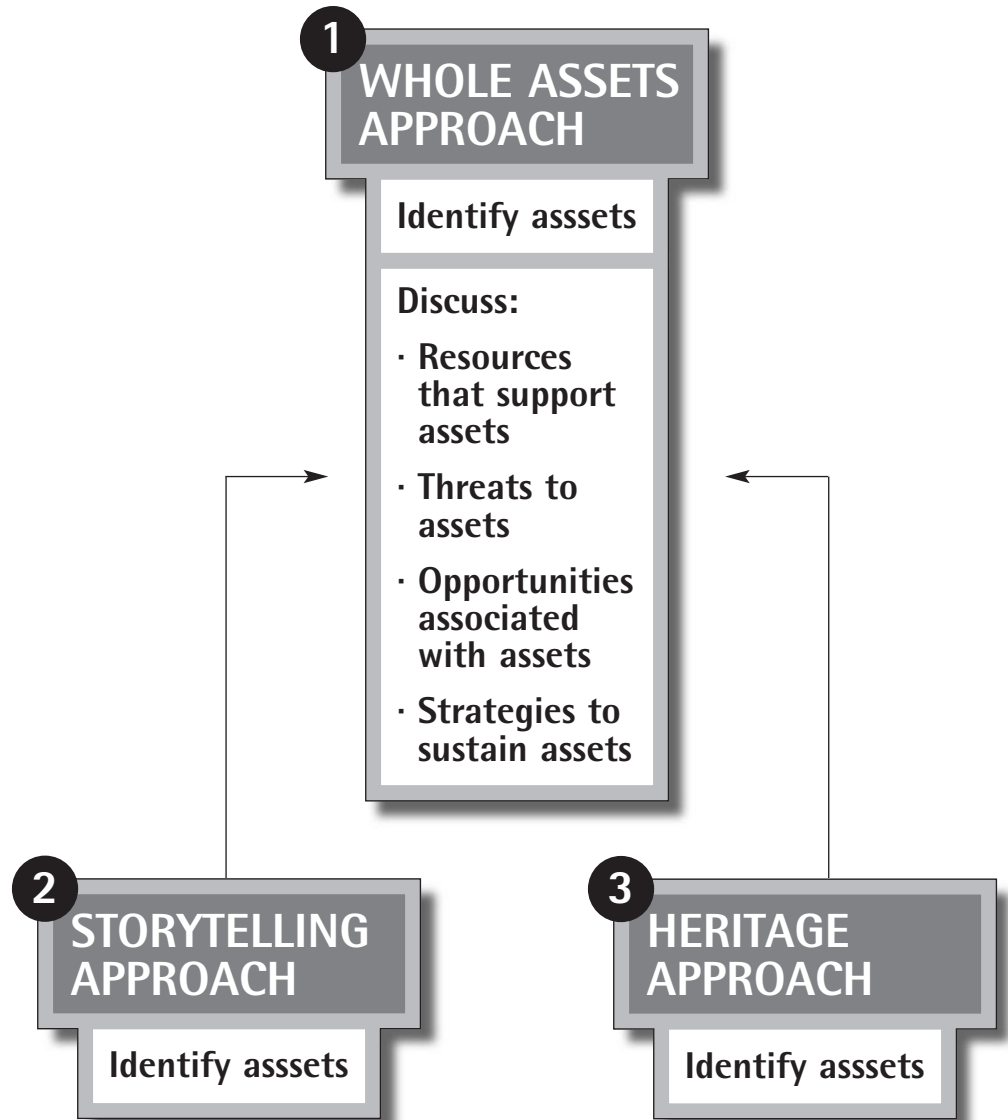 1
WHOLE ASSETS
APPROACH
Identify asssets
Discuss:
· Resources
that support
assets
· Threats to
assets
· Opportunities
associated
with assets
· Strategies to
sustain assets
2
STORYTELLING
APPROACH
Identify asssets
3
HERITAGE
APPROACH
Identify asssets